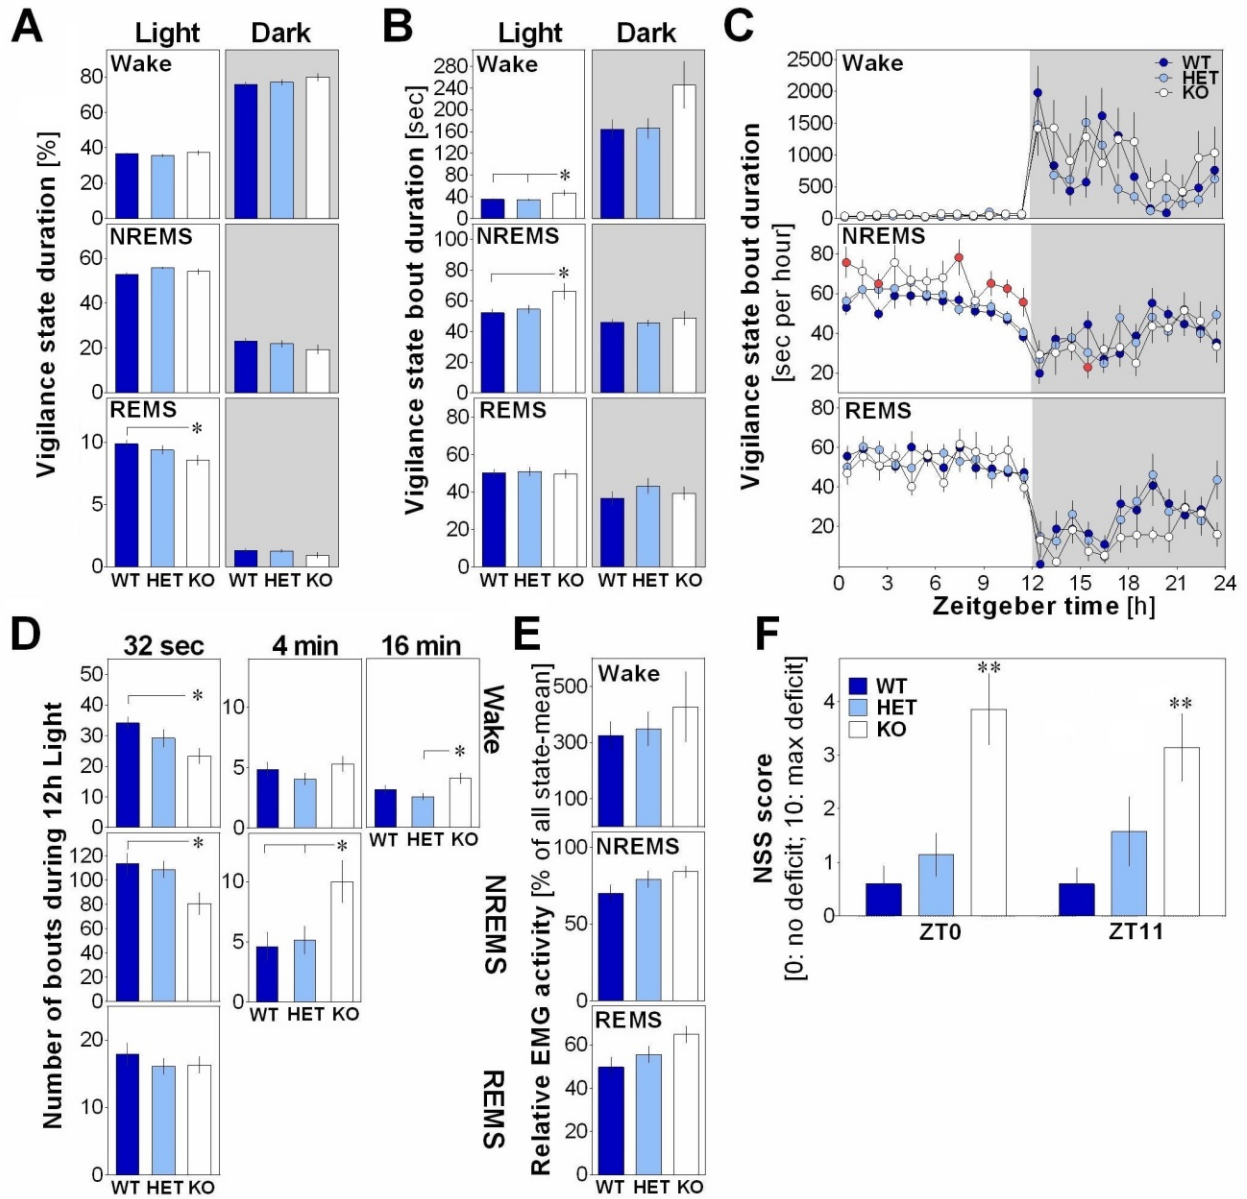 A
Light
Dark
Vigilance state duration [%]
Wake
80
60
40
20
0
NREMS
60
40
20
0
REMS
*
10
5
0
WT HET KO
WT HET KO
B
Light
Dark
Vigilance state bout duration [sec]
Wake
280
240
200
160
120
80
40
0
*
NREMS
100
80
60
40
20
0
*
REMS
80
60
40
20
0
WT HET KO
WT HET KO
C
Vigilance state bout duration
[sec per hour]
Wake
2500
2000
1500
1000
500
0
WT
HET
KO
NREMS
80
60
40
20
REMS
80
60
40
20
0 3 6 9 12 15 18 21 24
Zeitgeber time [h]
D
32 sec
4 min
16 min
Number of bouts during 12h Light
50
40
30
20
10
0
*
10
5
0
*
WT HET KO
Wake
120
100
80
60
40
20
0
*
10
5
0
*
WT HET KO
NREMS
20
10
0
WT HET KO
REMS
E
Relative EMG activity [% of all state-mean]
Wake
500
300
100
NREMS
100
50
0
REMS
60
40
20
0
WT HET KO
F
NSS score
[0: no deficit; 10: max deficit]
4
3
2
1
0
WT
HET
KO
**
**
ZT0
ZT11